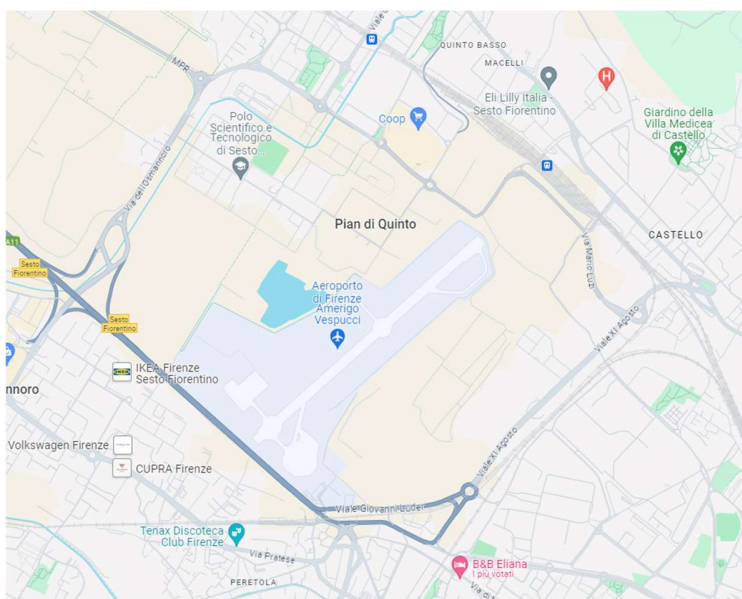 Viale C
MPR
QUINTO BASSO
MACELLI
Eli Lilly Italia -
Sesto Fiorentino
H
Polo
Scientifico e
Tecnologico
di Sesto...
Coop
Giardino della
Villa Medicea
di Castello
Via dell'Osmannoro
Pian di Quinto
CASTELLO
Via Mario Luzi
A11
Sesto
Fiorentino
Aeroporto
di Firenze
Amerigo
Vespucci
Sesto
Fiorentino
Viale XI Agosto
IKEA Firenze
Sesto Fiorentino
nnoro
Viale XI Agosto
Volkswagen Firenze
CUPRA Firenze
Viale Giovanni Luder
Tenax Discoteca
Club Firenze
Via Pratese
B&B Eliana
I più votati
PERETOLA
Via di